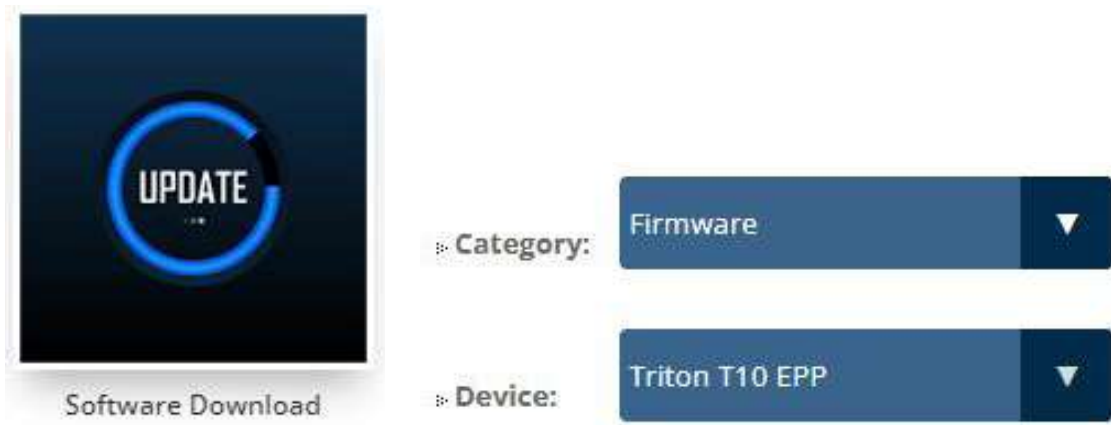 UPDATE
Software Download
Category:
Firmware
Device:
Triton T10 EPP